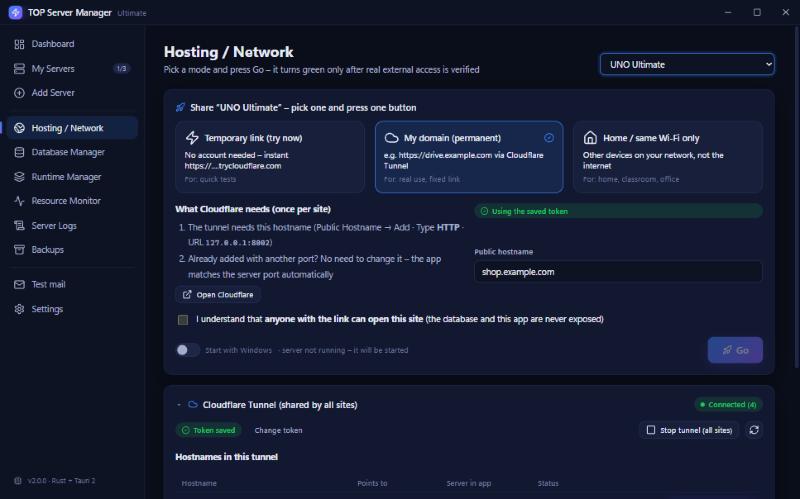 TOP Server Manager Ultimate
Dashboard
My Servers 1/3
Add Server
Hosting / Network
Database Manager
Runtime Manager
Resource Monitor
Server Logs
Backups
Test mail
Settings
v2.0.0 · Rust + Tauri 2
Hosting / Network
Pick a mode and press Go – it turns green only after real external access is verified
UNO Ultimate
Share "UNO Ultimate" – pick one and press one button
Temporary link (try now)
No account needed – instant
https://....trycloudflare.com
For: quick tests
My domain (permanent)
e.g. https://drive.example.com via Cloudflare
Tunnel
For: real use, fixed link
Home / same Wi-Fi only
Other devices on your network, not the
internet
For: home, classroom, office
What Cloudflare needs (once per site)
1. The tunnel needs this hostname (Public Hostname → Add · Type HTTP ·
URL 127.0.0.1:8002)
2. Already added with another port? No need to change it – the app
matches the server port automatically
Open Cloudflare
Using the saved token
Public hostname
shop.example.com
I understand that anyone with the link can open this site (the database and this app are never exposed)
Start with Windows · server not running – it will be started
Go
Cloudflare Tunnel (shared by all sites)
Connected (4)
Token saved
Change token
Stop tunnel (all sites)
Hostnames in this tunnel
Hostname Points to Server in app Status